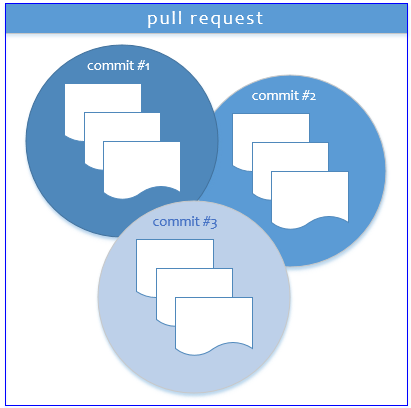 pull request
commit #1
commit #2
commit #3